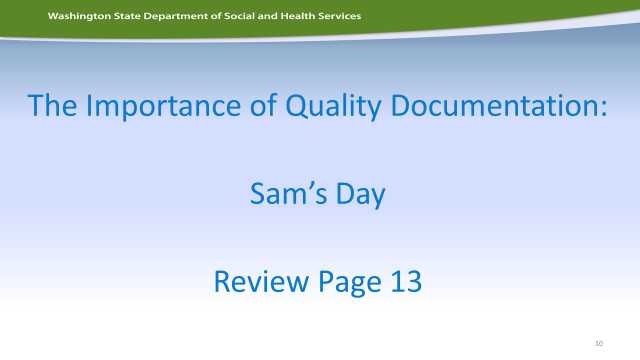 Washington State Department of Social and Health Services
The Importance of Quality Documentation:
Sam’s Day
Review Page 13
10